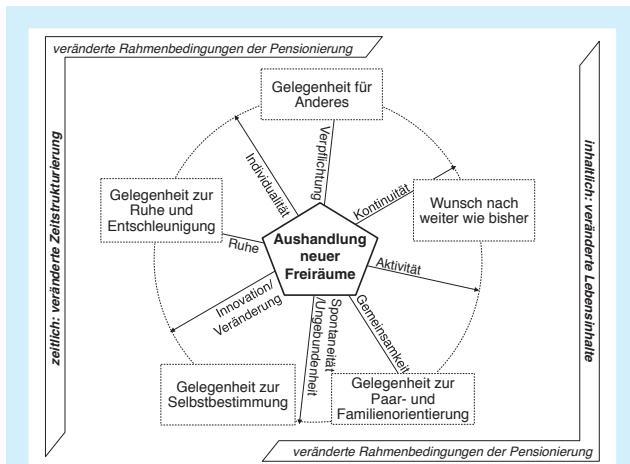 veränderte Rahmenbedingungen der Pensionierung
zeitlich: veränderte Zeitstrukturierung
inhaltlich: veränderte Lebensinhalte
Gelegenheit für
Anderes
Individualität
Verpflichtung
Kontinuität
Gelegenheit zur
Ruhe und
Entschleunigung
Wunsch nach
weiter wie bisher
Ruhe
Aushandlung
neuer
Freiräume
Aktivität
Innovation/
Veränderung
Spontaneität
/Ungebundenheit
Gemeinsamkeit
Gelegenheit zur
Selbstbestimmung
Gelegenheit zur
Paar- und
Familienorientierung
veränderte Rahmenbedingungen der Pensionierung